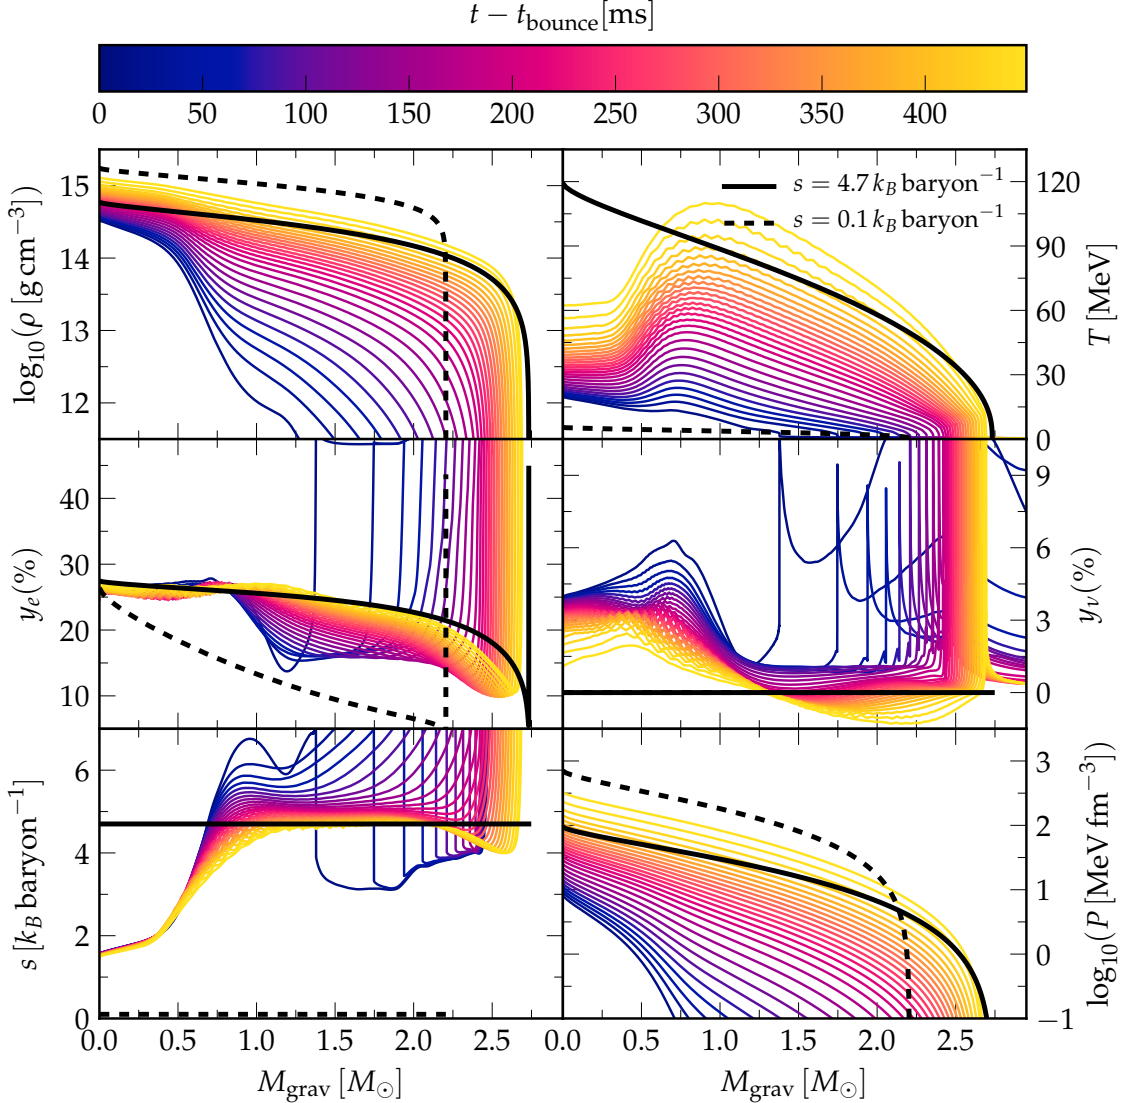 t − t_bounce [ms]
0 50 100 150 200 250 300 350 400
log₁₀(ρ [g cm⁻³])
15
14
13
12
s = 4.7 k_B baryon⁻¹
s = 0.1 k_B baryon⁻¹
120
90
60
30
0
T [MeV]
y_e(%)
40
30
20
10
9
6
3
0
y_ν(%)
s [k_B baryon⁻¹]
6
4
2
0
3
2
1
0
−1
log₁₀(P [MeV fm⁻³])
0.0 0.5 1.0 1.5 2.0 2.5
0.0 0.5 1.0 1.5 2.0 2.5
M_grav [M_⊙]
M_grav [M_⊙]